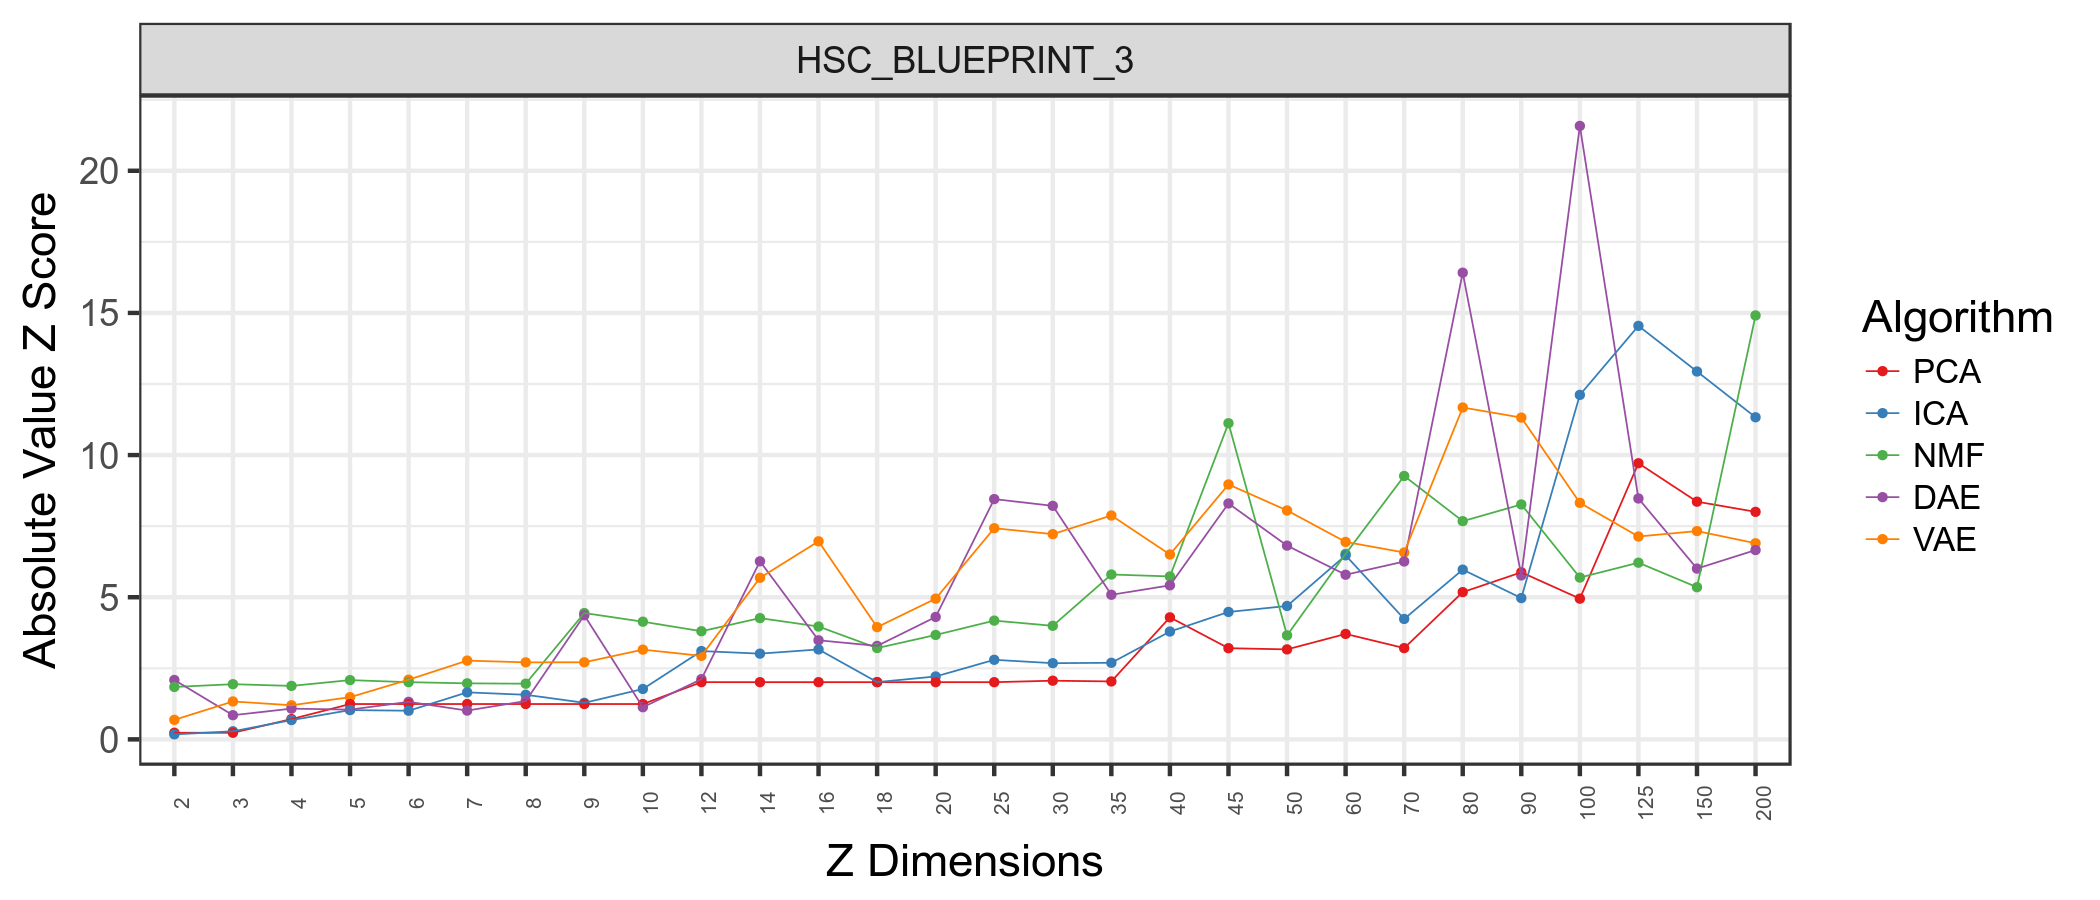 HSC_BLUEPRINT_3
Absolute Value Z Score
20
15
10
5
0
2 3 4 5 6 7 8 9 10 12 14 16 18 20 25 30 35 40 45 50 60 70 80 90 100 125 150 200
Z Dimensions
Algorithm
PCA
ICA
NMF
DAE
VAE